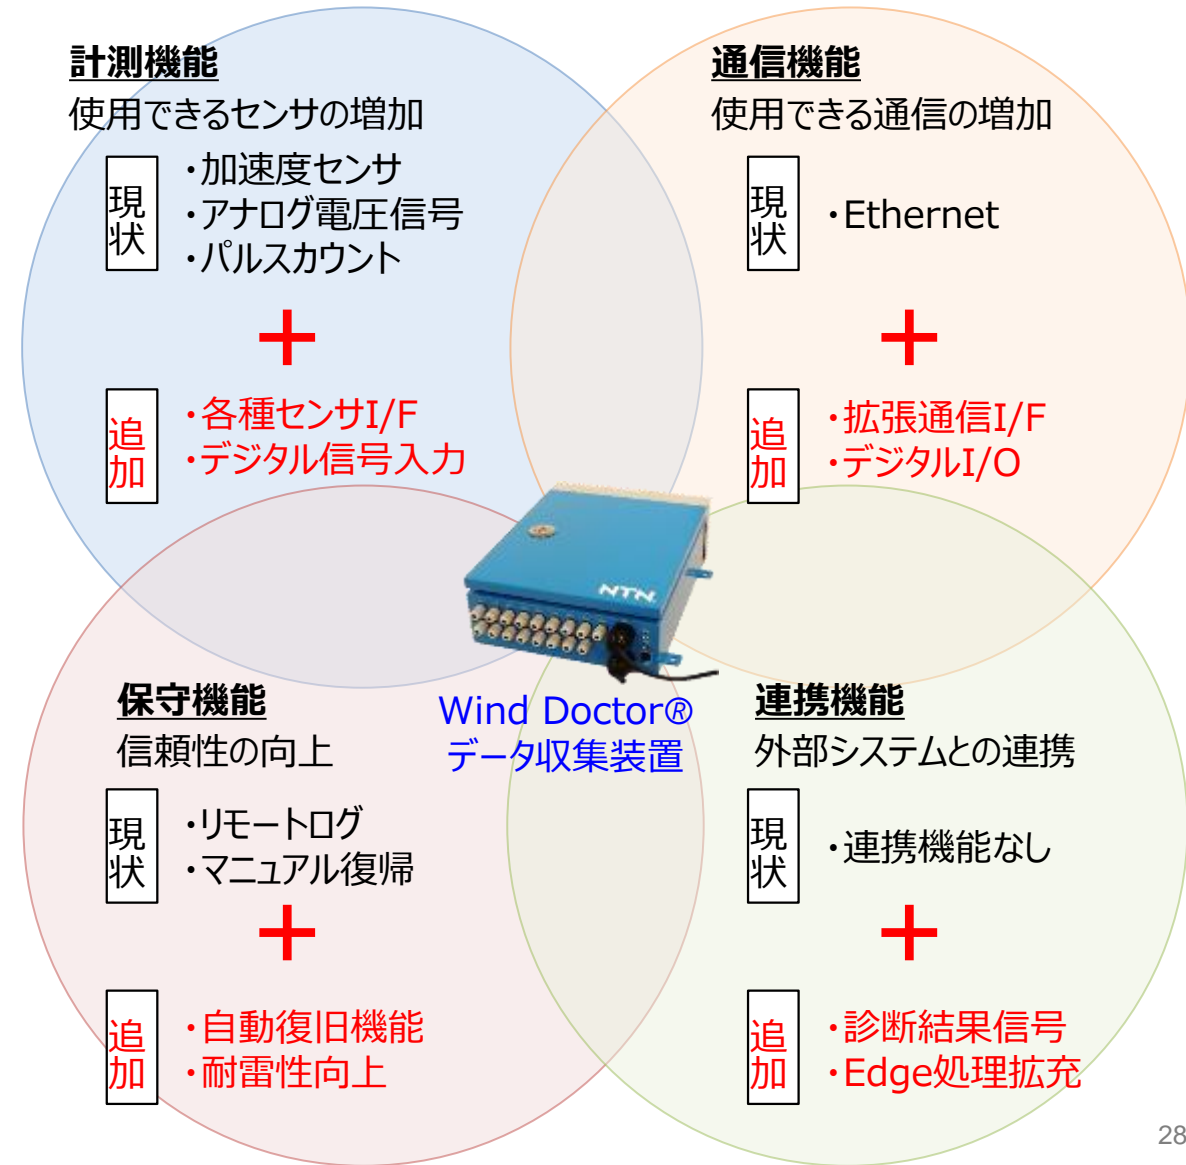 計測機能
使用できるセンサの増加
現状
・加速度センサ
・アナログ電圧信号
・パルスカウント
+
追加
・各種センサI/F
・デジタル信号入力
通信機能
使用できる通信の増加
現状
・Ethernet
+
追加
・拡張通信I/F
・デジタルI/O
NTN
Wind Doctor®
データ収集装置
保守機能
信頼性の向上
現状
・リモートログ
・マニュアル復帰
+
追加
・自動復旧機能
・耐雷性向上
連携機能
外部システムとの連携
現状
・連携機能なし
+
追加
・診断結果信号
・Edge処理拡充
28